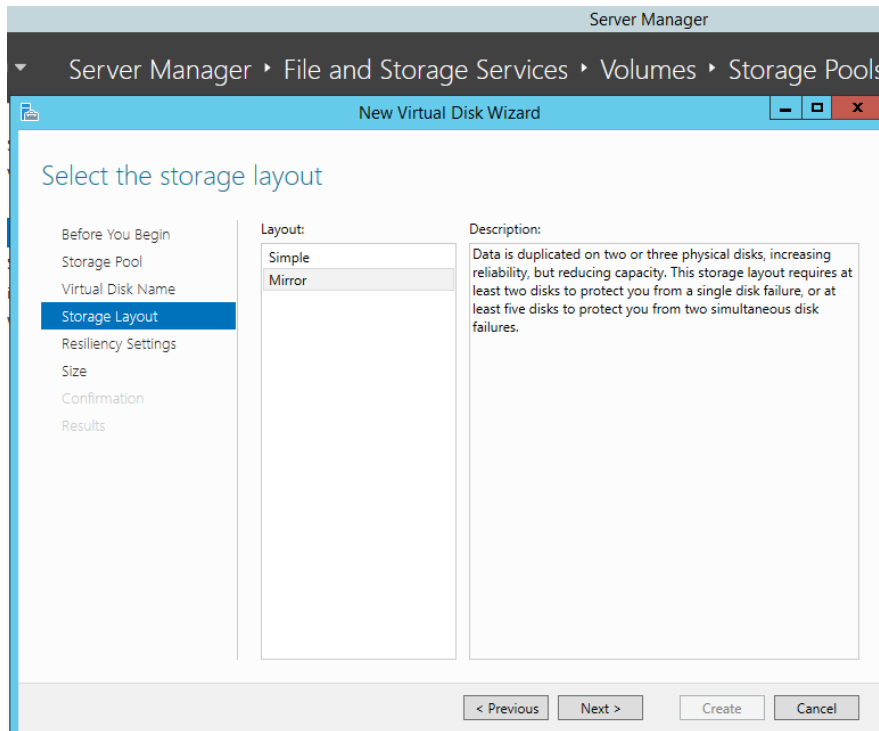 Server Manager
Server Manager ‣ File and Storage Services ‣ Volumes ‣ Storage Pools
New Virtual Disk Wizard
Select the storage layout
Before You Begin
Storage Pool
Virtual Disk Name
Storage Layout
Resiliency Settings
Size
Confirmation
Results
Layout:
Simple
Mirror
Description:
Data is duplicated on two or three physical disks, increasing
reliability, but reducing capacity. This storage layout requires at
least two disks to protect you from a single disk failure, or at
least five disks to protect you from two simultaneous disk
failures.
< Previous
Next >
Create
Cancel